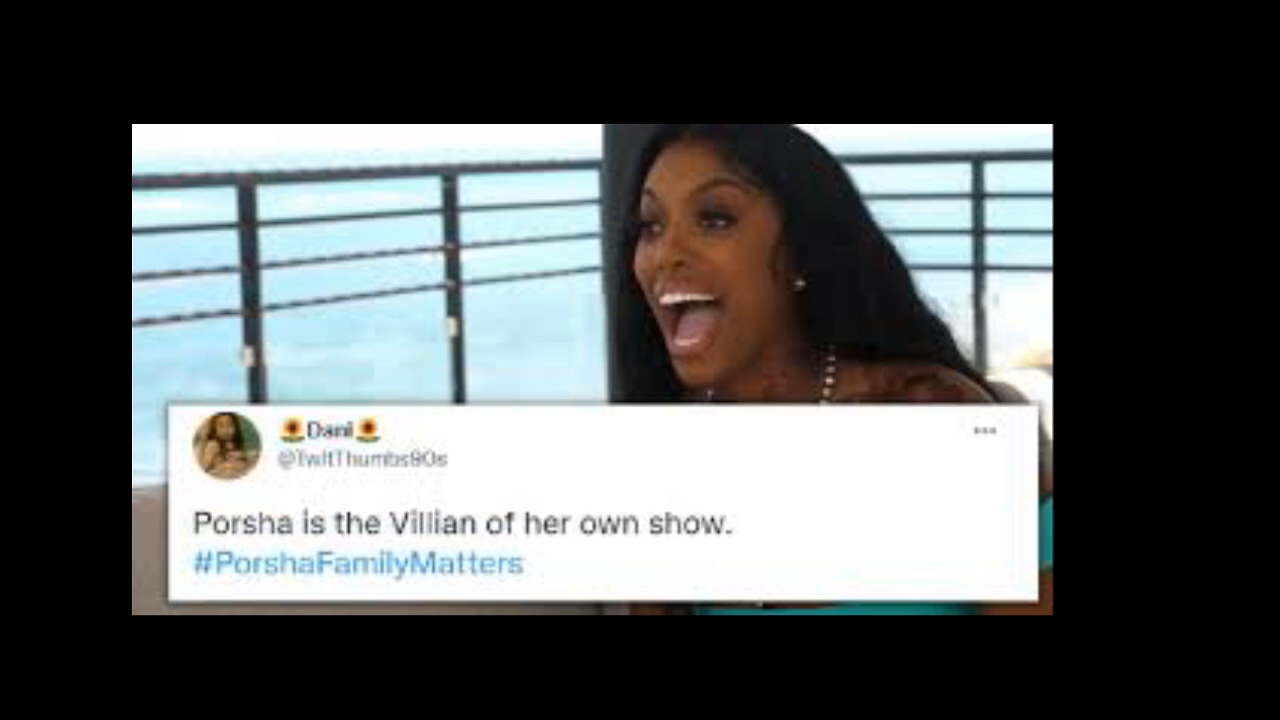 🌻Dani🌻
@TwitThumbs90s
Porsha is the Villian of her own show.
#PorshaFamilyMatters